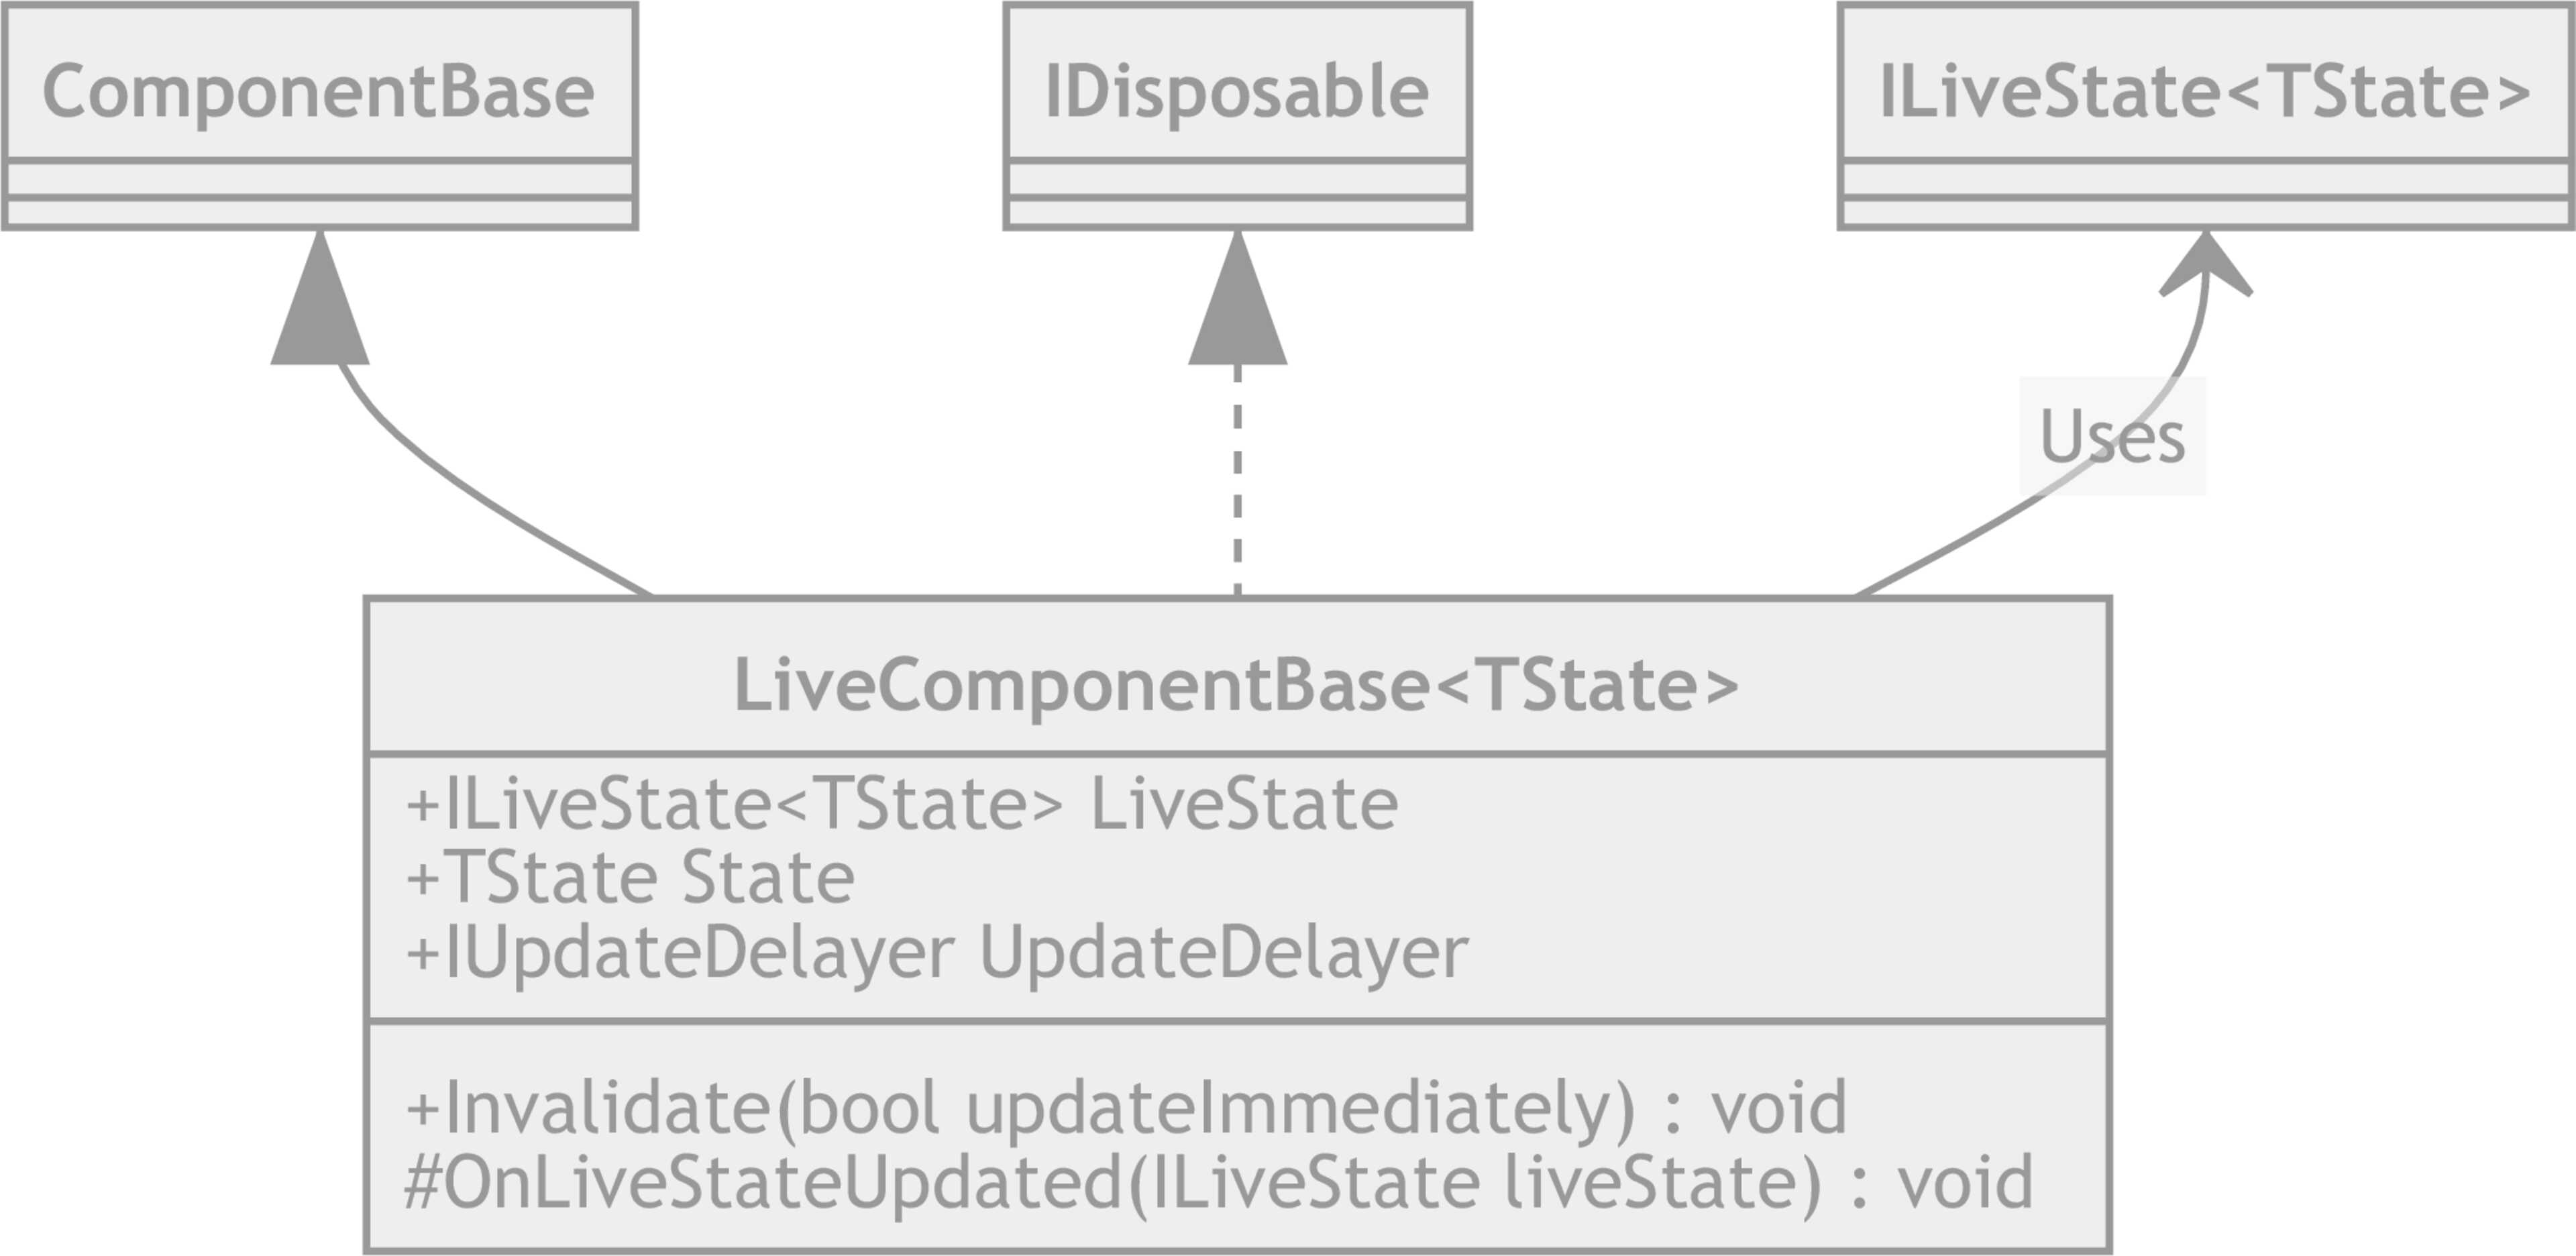 ComponentBase
IDisposable
ILiveState<TState>
Uses
LiveComponentBase<TState>
+ILiveState<TState> LiveState
+TState State
+IUpdateDelayer UpdateDelayer
+Invalidate(bool updateImmediately) : void
#OnLiveStateUpdated(ILiveState liveState) : void